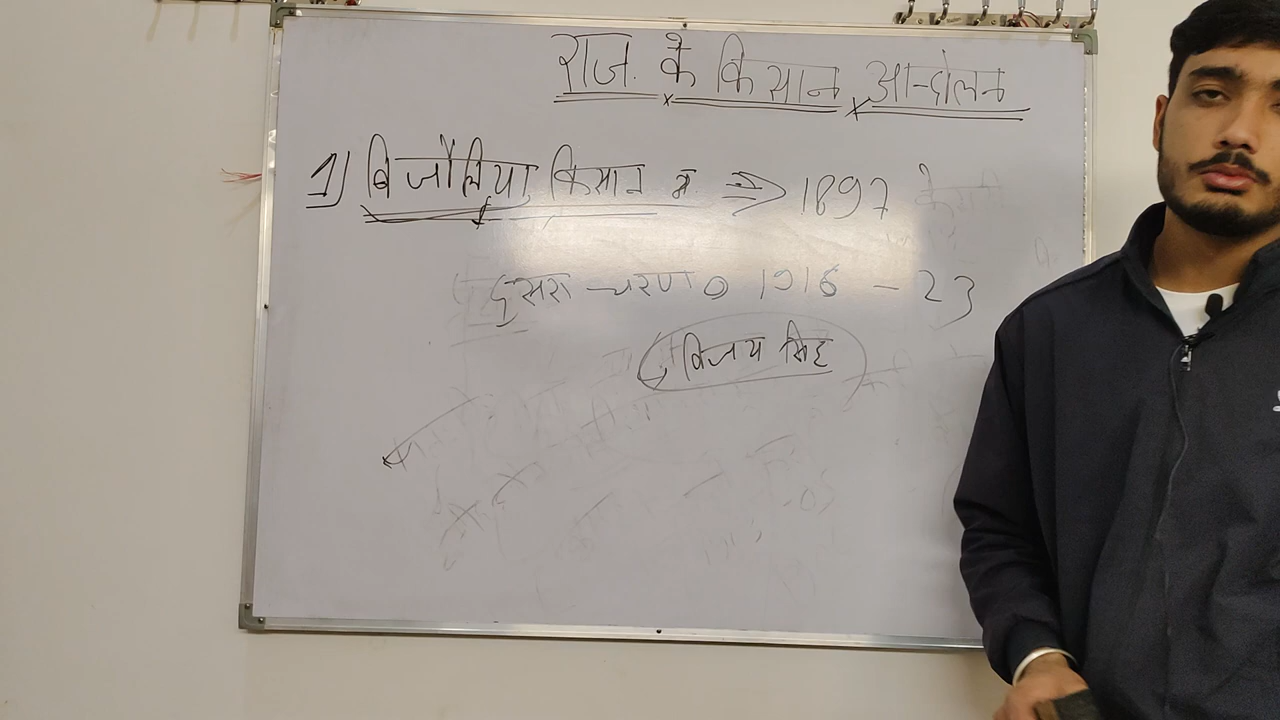 राज. के किसान आन्दोलन
1) बिजौलिया किसान आ. => 1897
दुसरा चरण 1916 - 23
विजय सिंह